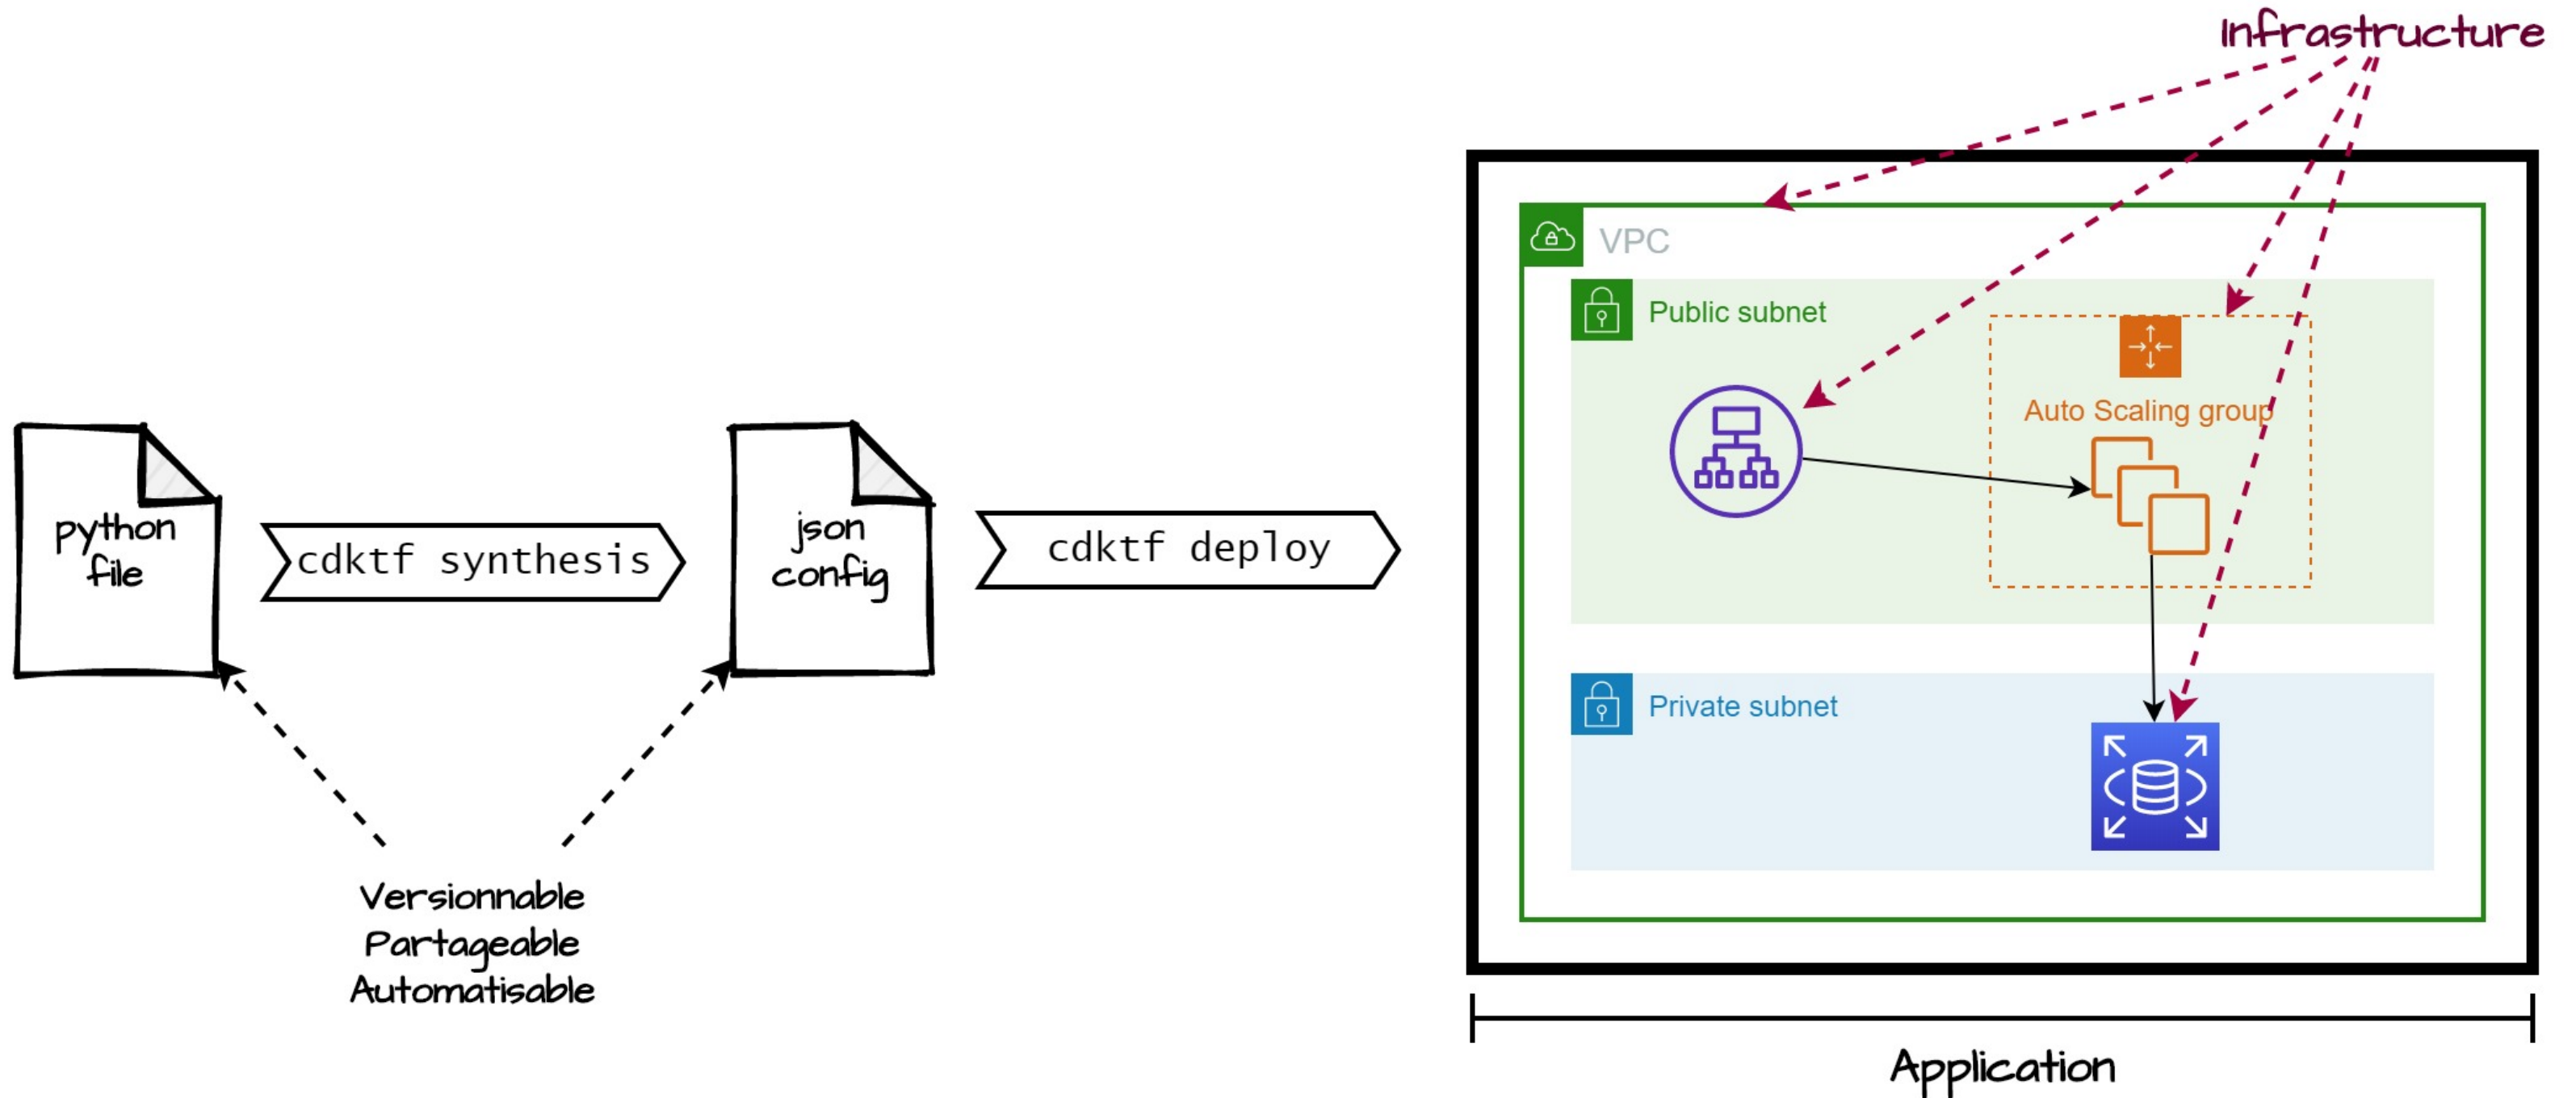 Infrastructure
VPC
Public subnet
Auto Scaling group
python
file
cdktf synthesis
json
config
cdktf deploy
Private subnet
Versionnable
Partageable
Automatisable
Application